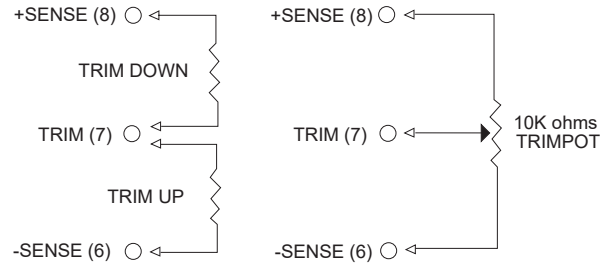 +SENSE (8)
TRIM DOWN
TRIM (7)
TRIM UP
-SENSE (6)
+SENSE (8)
TRIM (7)
10K ohms
TRIMPOT
-SENSE (6)